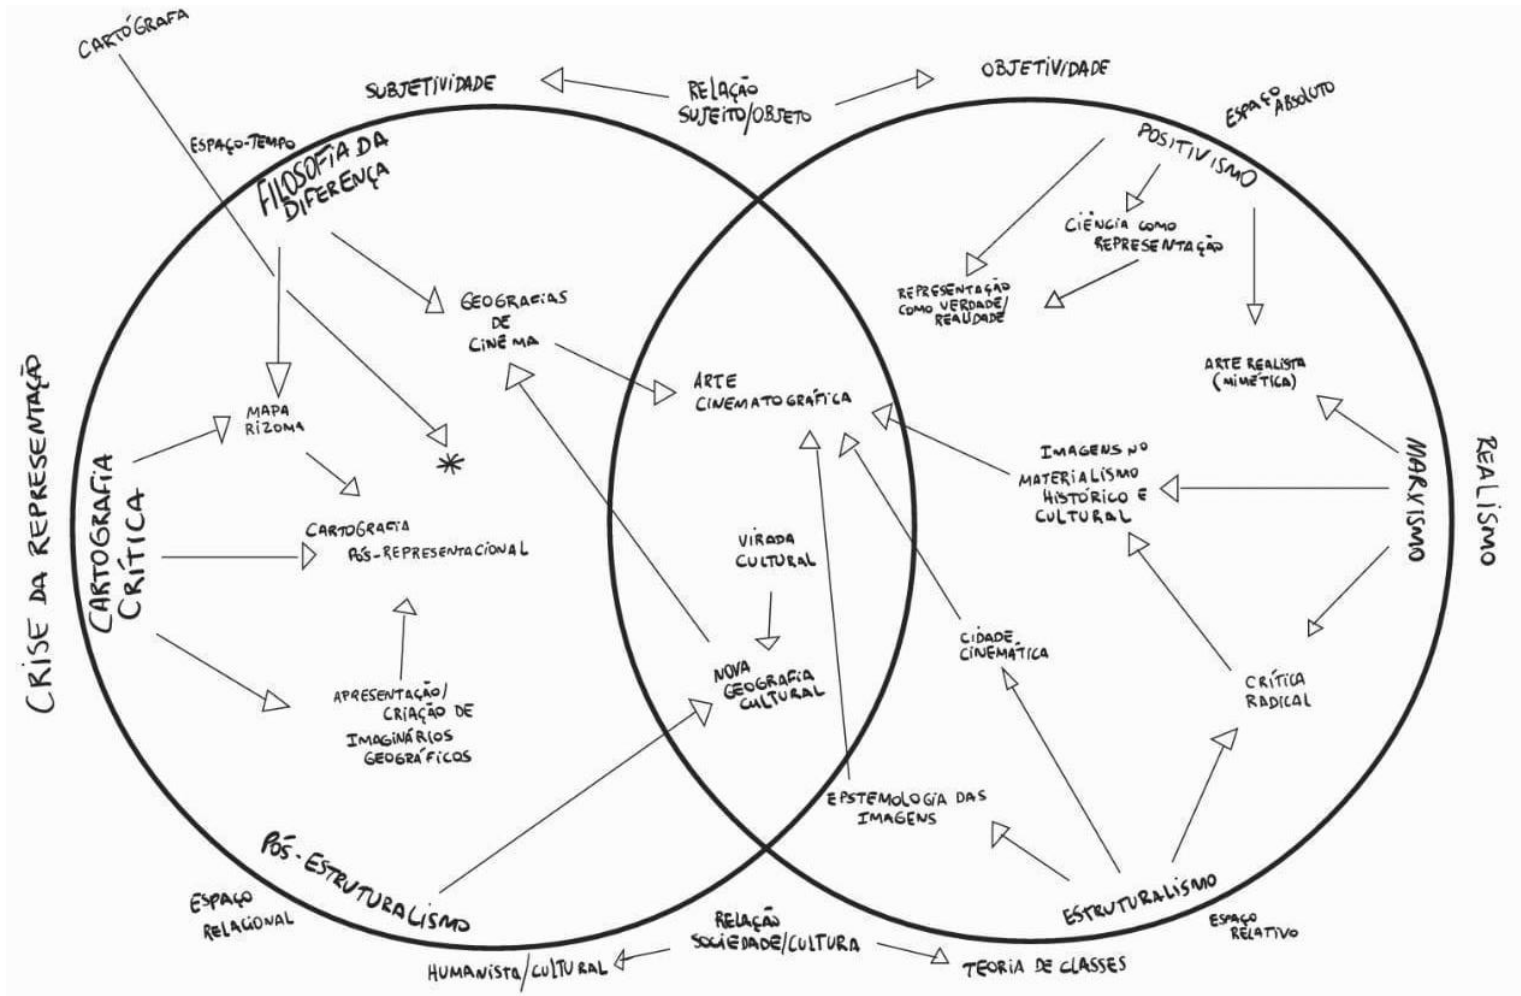 CARTÓGRAFA
SUBJETIVIDADE
RELAÇÃO
SUJEITO/OBJETO
OBJETIVIDADE
ESPAÇO ABSOLUTO
ESPAÇO-TEMPO
FILOSOFIA DA
DIFERENÇA
POSITIVISMO
CIÊNCIA COMO
REPRESENTAÇÃO
REPRESENTAÇÃO
COMO VERDADE/
REALIDADE
GEOGRAFIAS
DE
CINEMA
ARTE REALISTA
(MIMÉTICA)
ARTE
CINEMATOGRÁFICA
MAPA
RIZOMA
*
CRISE DA REPRESENTAÇÃO
CARTOGRAFIA
CRÍTICA
CARTOGRAFIA
PÓS-REPRESENTACIONAL
IMAGENS NO
MATERIALISMO
HISTÓRICO E
CULTURAL
MARXISMO
REALISMO
VIRADA
CULTURAL
NOVA
GEOGRAFIA
CULTURAL
CIDADE
CINEMÁTICA
CRÍTICA
RADICAL
APRESENTAÇÃO/
CRIAÇÃO DE
IMAGINÁRIOS
GEOGRÁFICOS
EPSTEMOLOGIA DAS
IMAGENS
PÓS-ESTRUTURALISMO
ESTRUTURALISMO
ESPAÇO
RELACIONAL
RELAÇÃO
SOCIEDADE/CULTURA
ESPAÇO
RELATIVO
HUMANISTA/CULTURAL
TEORIA DE CLASSES